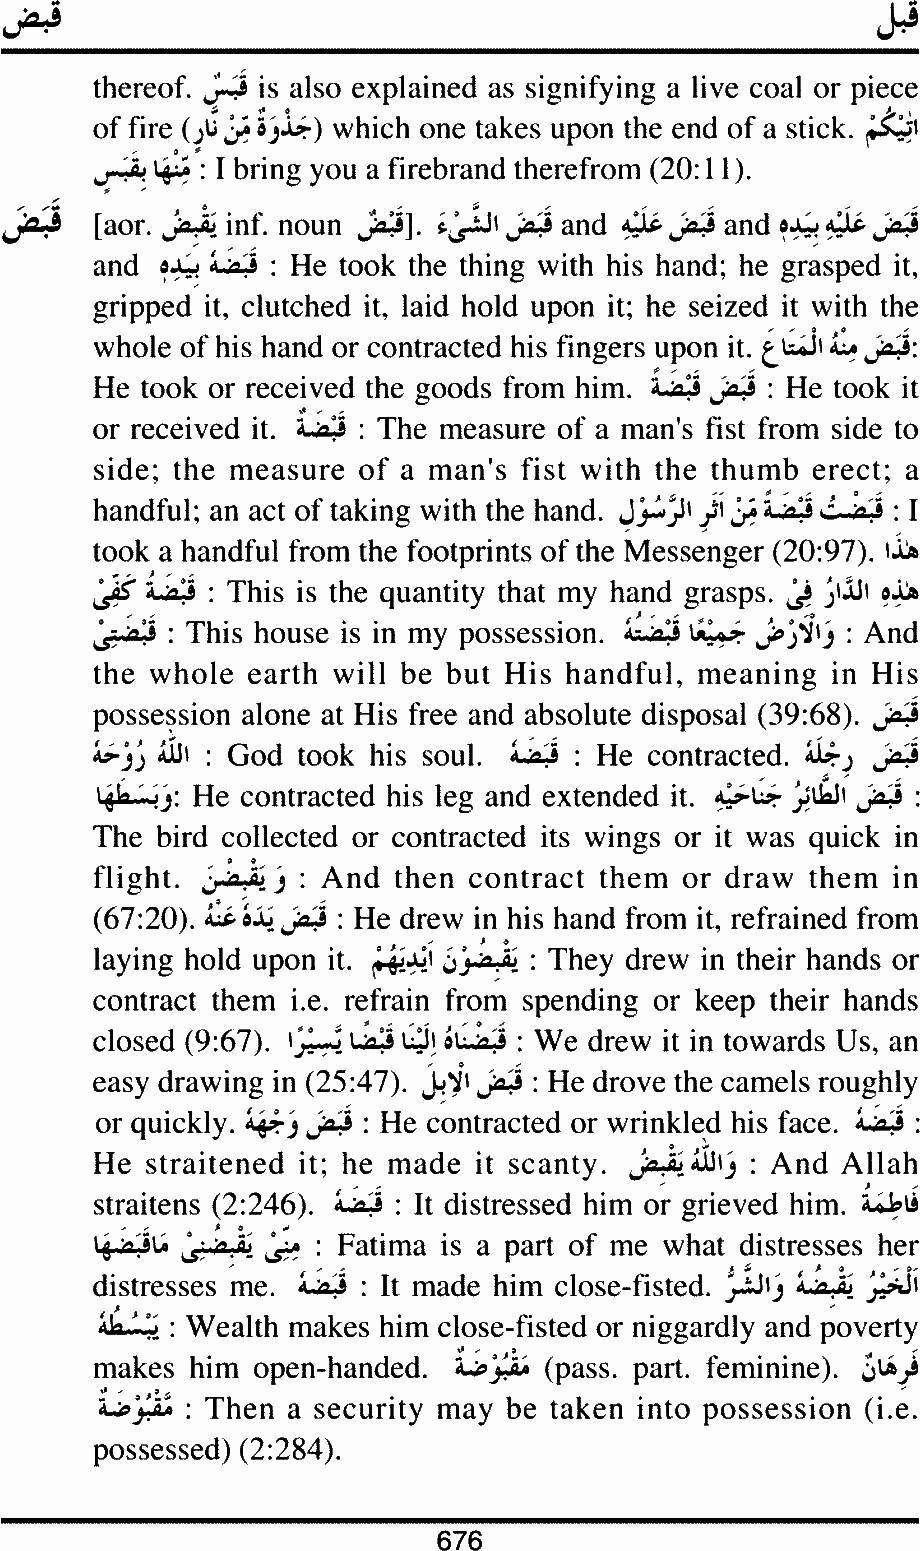 قبض قبل
thereof. قَبَسٌ is also explained as signifying a live coal or piece
of fire (جَذْوَةٌ مِّنْ نَّارٍ) which one takes upon the end of a stick. اٰتِيْكُمْ
مِّنْهَا بِقَبَسٍ : I bring you a firebrand therefrom (20:11).
قَبَضَ [aor. يَقْبِضُ inf. noun قَبْضٌ]. قَبَضَ الشَّىْءَ and قَبَضَ عَلَيْهِ and قَبَضَ عَلَيْهِ بِيَدِهٖ
and قَبَضَهٗ بِيَدِهٖ : He took the thing with his hand; he grasped it,
gripped it, clutched it, laid hold upon it; he seized it with the
whole of his hand or contracted his fingers upon it. قَبَضَ مِنْهُ الْمَتَاعَ:
He took or received the goods from him. قَبَضَ قَبْضَةً : He took it
or received it. قَبْضَةٌ : The measure of a man's fist from side to
side; the measure of a man's fist with the thumb erect; a
handful; an act of taking with the hand. قَبَضْتُ قَبْضَةً مِّنْ اَثَرِ الرَّسُوْلِ : I
took a handful from the footprints of the Messenger (20:97). هٰذَا
قَبْضَةُ كَفِّىْ : This is the quantity that my hand grasps. هٰذِهِ الدَّارُ فِىْ
قَبْضَتِىْ : This house is in my possession. وَالْاَرْضُ جَمِيْعًا قَبْضَتُهٗ : And
the whole earth will be but His handful, meaning in His
possession alone at His free and absolute disposal (39:68). قَبَضَ
اللّٰهُ رُوْحَهٗ : God took his soul. قَبَضَهٗ : He contracted. قَبَضَ رِجْلَهٗ
وَبَسَطَهَا: He contracted his leg and extended it. قَبَضَ الطَّائِرُ جَنَاحَيْهِ :
The bird collected or contracted its wings or it was quick in
flight. وَ يَقْبِضْنَ : And then contract them or draw them in
(67:20). قَبَضَ يَدَهٗ عَنْهُ : He drew in his hand from it, refrained from
laying hold upon it. يَقْبِضُوْنَ اَيْدِيَهُمْ : They drew in their hands or
contract them i.e. refrain from spending or keep their hands
closed (9:67). قَبَضْنَاهُ اِلَيْنَا قَبْضًا يَّسِيْرًا : We drew it in towards Us, an
easy drawing in (25:47). قَبَضَ الْاِبِلَ : He drove the camels roughly
or quickly. قَبَضَ وَجْهَهٗ : He contracted or wrinkled his face. قَبَضَهٗ :
He straitened it; he made it scanty. وَاللّٰهُ يَقْبِضُ : And Allah
straitens (2:246). قَبَضَهٗ : It distressed him or grieved him. فَاطِمَةُ
مِنِّىْ يَقْبِضُنِىْ مَاقَبَضَهَا : Fatima is a part of me what distresses her
distresses me. قَبَضَهٗ : It made him close-fisted. اَلْخَيْرُ يَقْبِضُهٗ وَالشَّرُّ
يَبْسُطُهٗ : Wealth makes him close-fisted or niggardly and poverty
makes him open-handed. مَقْبُوْضَةٌ (pass. part. feminine). فَرِهَانٌ
مَّقْبُوْضَةٌ : Then a security may be taken into possession (i.e.
possessed) (2:284).
676